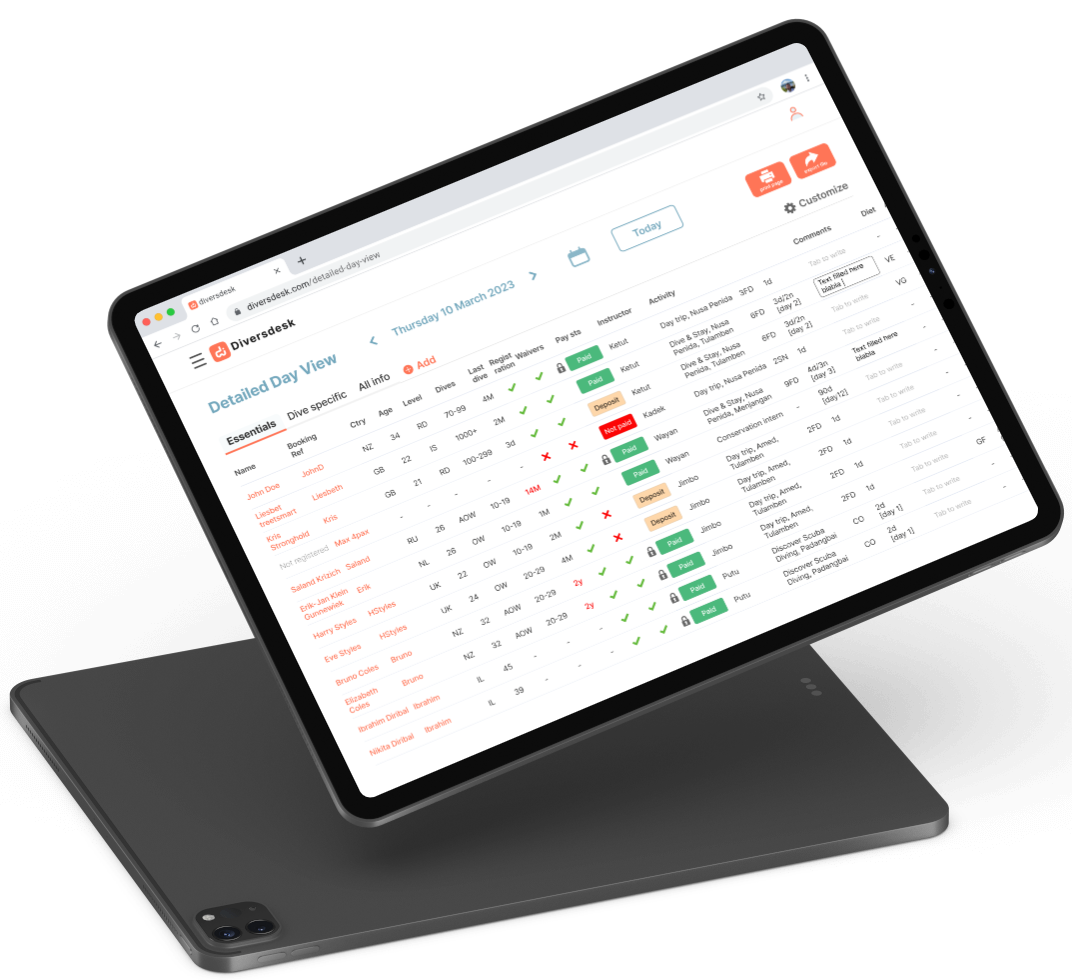 diversdesk
diversdesk.com/detailed-day-view
Diversdesk
print page
export file
Detailed Day View
Thursday 10 March 2023
Today
Customize
Essentials Dive specific All info Add
Name Booking Ref Ctry Age Level Dives Last dive Regist ration Waivers Pay sts Instructor Activity Comments Diet
John Doe JohnD NZ 34 RD 70-99 4M Paid Ketut Day trip, Nusa Penida 3FD 1d Tab to write -
Liesbet troetsmart Liesbeth GB 22 IS 1000+ 2M Paid Ketut Dive & Stay, Nusa Penida, Tulamben 6FD 3d/2n [day 2] Text filled here blabla VE
Kris Stronghold Kris GB 21 RD 100-299 3d Deposit Ketut Dive & Stay, Nusa Penida, Tulamben 6FD 3d/2n [day 2] Tab to write VG
Not registered Max 4pax - - - - - Not paid Kadek Day trip, Nusa Penida 2SN 1d Tab to write -
Saland Krizich Saland RU 26 AOW 10-19 14M Paid Wayan Dive & Stay, Nusa Penida, Menjangan 9FD 4d/3n [day 3] Text filled here blabla -
Erik-Jan Klein Gunnewiek Erik NL 26 OW 10-19 1M Paid Wayan Conservation intern - 90d [day12] Tab to write -
Harry Styles HStyles UK 22 OW 10-19 2M Deposit Jimbo Day trip, Amed, Tulamben 2FD 1d Tab to write -
Eve Styles HStyles UK 24 OW 20-29 4M Deposit Jimbo Day trip, Amed, Tulamben 2FD 1d Tab to write -
Bruno Coles Bruno NZ 32 AOW 20-29 2y Paid Jimbo Day trip, Amed, Tulamben 2FD 1d Tab to write -
Elizabeth Coles Bruno NZ 32 AOW 20-29 2y Paid Jimbo Day trip, Amed, Tulamben 2FD 1d Tab to write GF
Ibrahim Diribal Ibrahim IL 45 - - - Paid Putu Discover Scuba Diving, Padangbai CO 2d [day 1] Tab to write -
Nikita Diribal Ibrahim IL 39 - - - Paid Putu Discover Scuba Diving, Padangbai CO 2d [day 1] Tab to write -